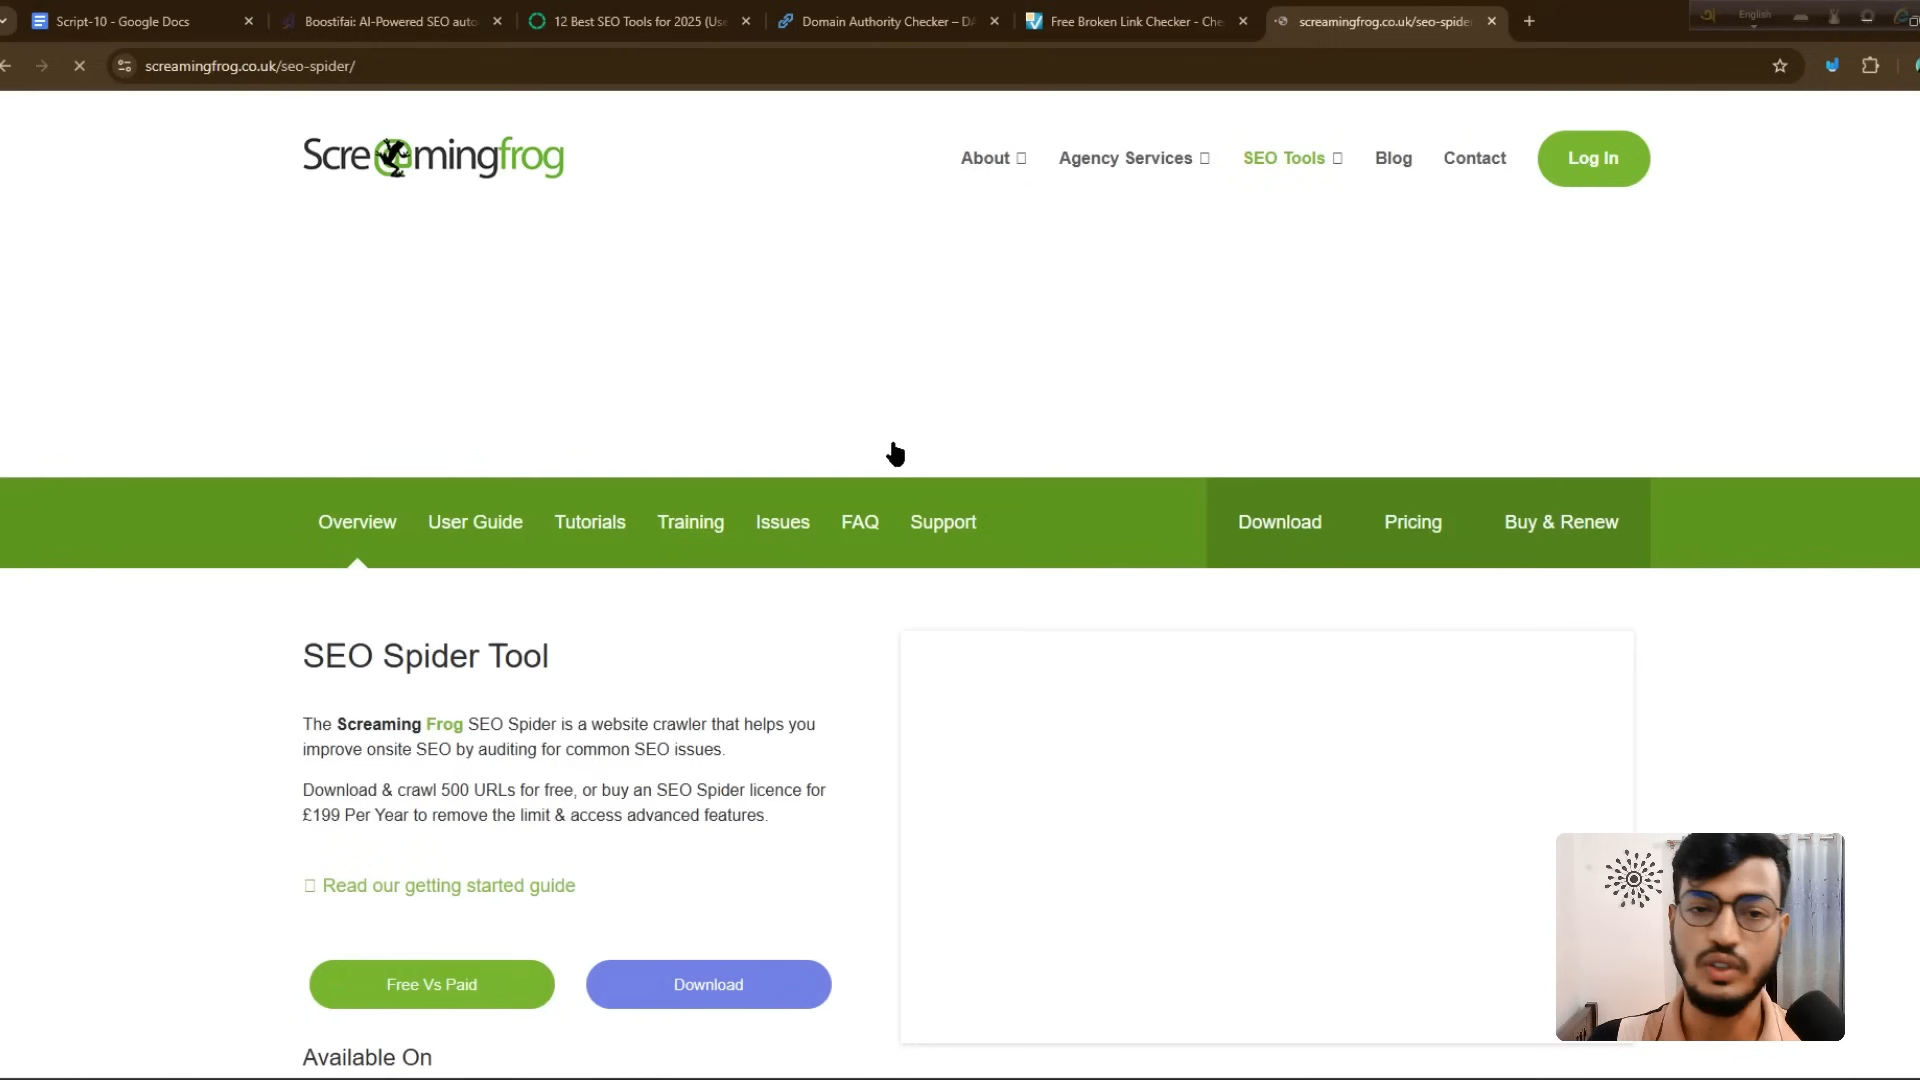 Script-10 - Google Docs
Boostifai: AI-Powered SEO auto
12 Best SEO Tools for 2025 (Us
Domain Authority Checker – DA
Free Broken Link Checker - Che
screamingfrog.co.uk/seo-spide
English
screamingfrog.co.uk/seo-spider/
Screamingfrog
About
Agency Services
SEO Tools
Blog
Contact
Log In
Overview
User Guide
Tutorials
Training
Issues
FAQ
Support
Download
Pricing
Buy & Renew
SEO Spider Tool
The Screaming Frog SEO Spider is a website crawler that helps you
improve onsite SEO by auditing for common SEO issues.
Download & crawl 500 URLs for free, or buy an SEO Spider licence for
£199 Per Year to remove the limit & access advanced features.
Read our getting started guide
Free Vs Paid
Download
Available On